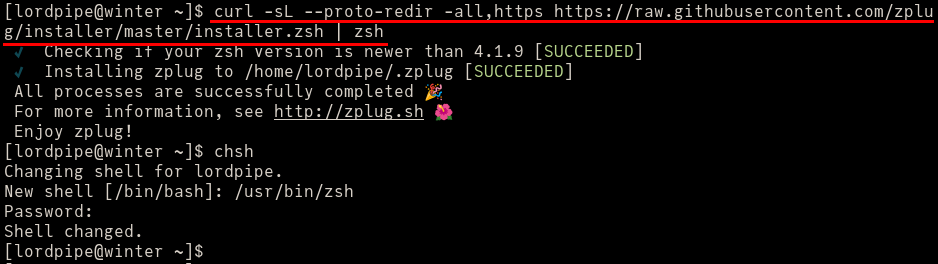 [lordpipe@winter ~]$ curl -sL --proto-redir -all,https https://raw.githubusercontent.com/zplu
g/installer/master/installer.zsh | zsh
✔ Checking if your zsh version is newer than 4.1.9 [SUCCEEDED]
✔ Installing zplug to /home/lordpipe/.zplug [SUCCEEDED]
All processes are successfully completed 🎉
For more information, see http://zplug.sh 🌺
Enjoy zplug!
[lordpipe@winter ~]$ chsh
Changing shell for lordpipe.
New shell [/bin/bash]: /usr/bin/zsh
Password:
Shell changed.
[lordpipe@winter ~]$